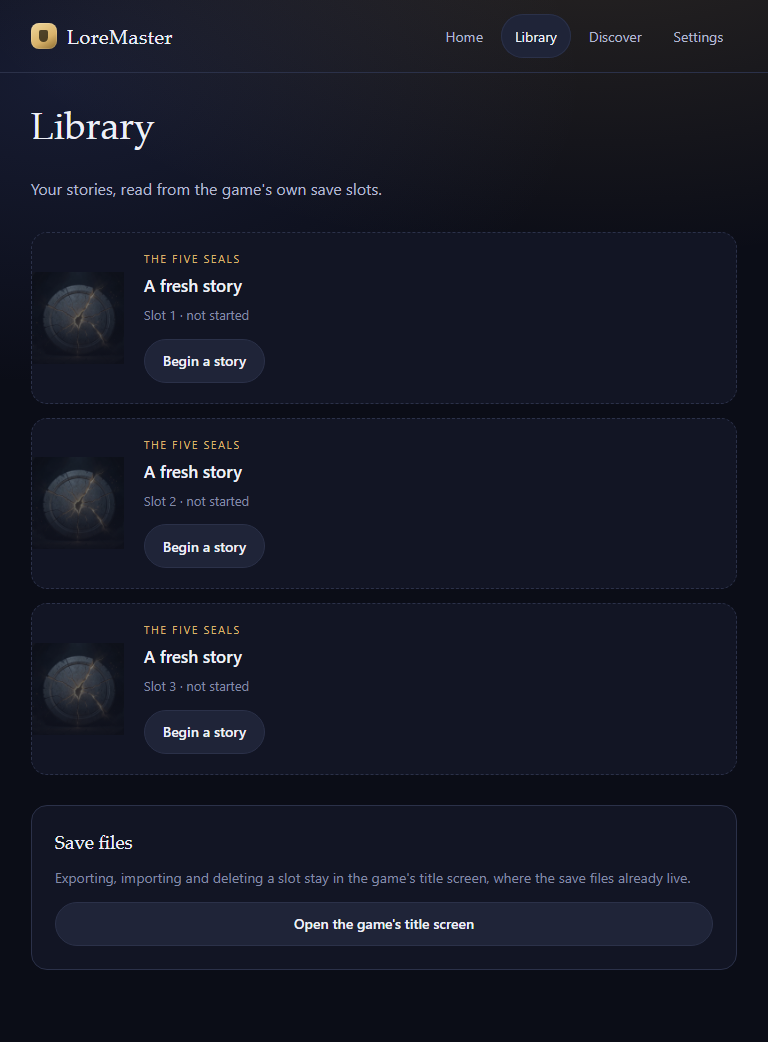 LoreMaster
Home
Library
Discover
Settings
Library
Your stories, read from the game's own save slots.
THE FIVE SEALS
A fresh story
Slot 1 · not started
Begin a story
THE FIVE SEALS
A fresh story
Slot 2 · not started
Begin a story
THE FIVE SEALS
A fresh story
Slot 3 · not started
Begin a story
Save files
Exporting, importing and deleting a slot stay in the game's title screen, where the save files already live.
Open the game's title screen